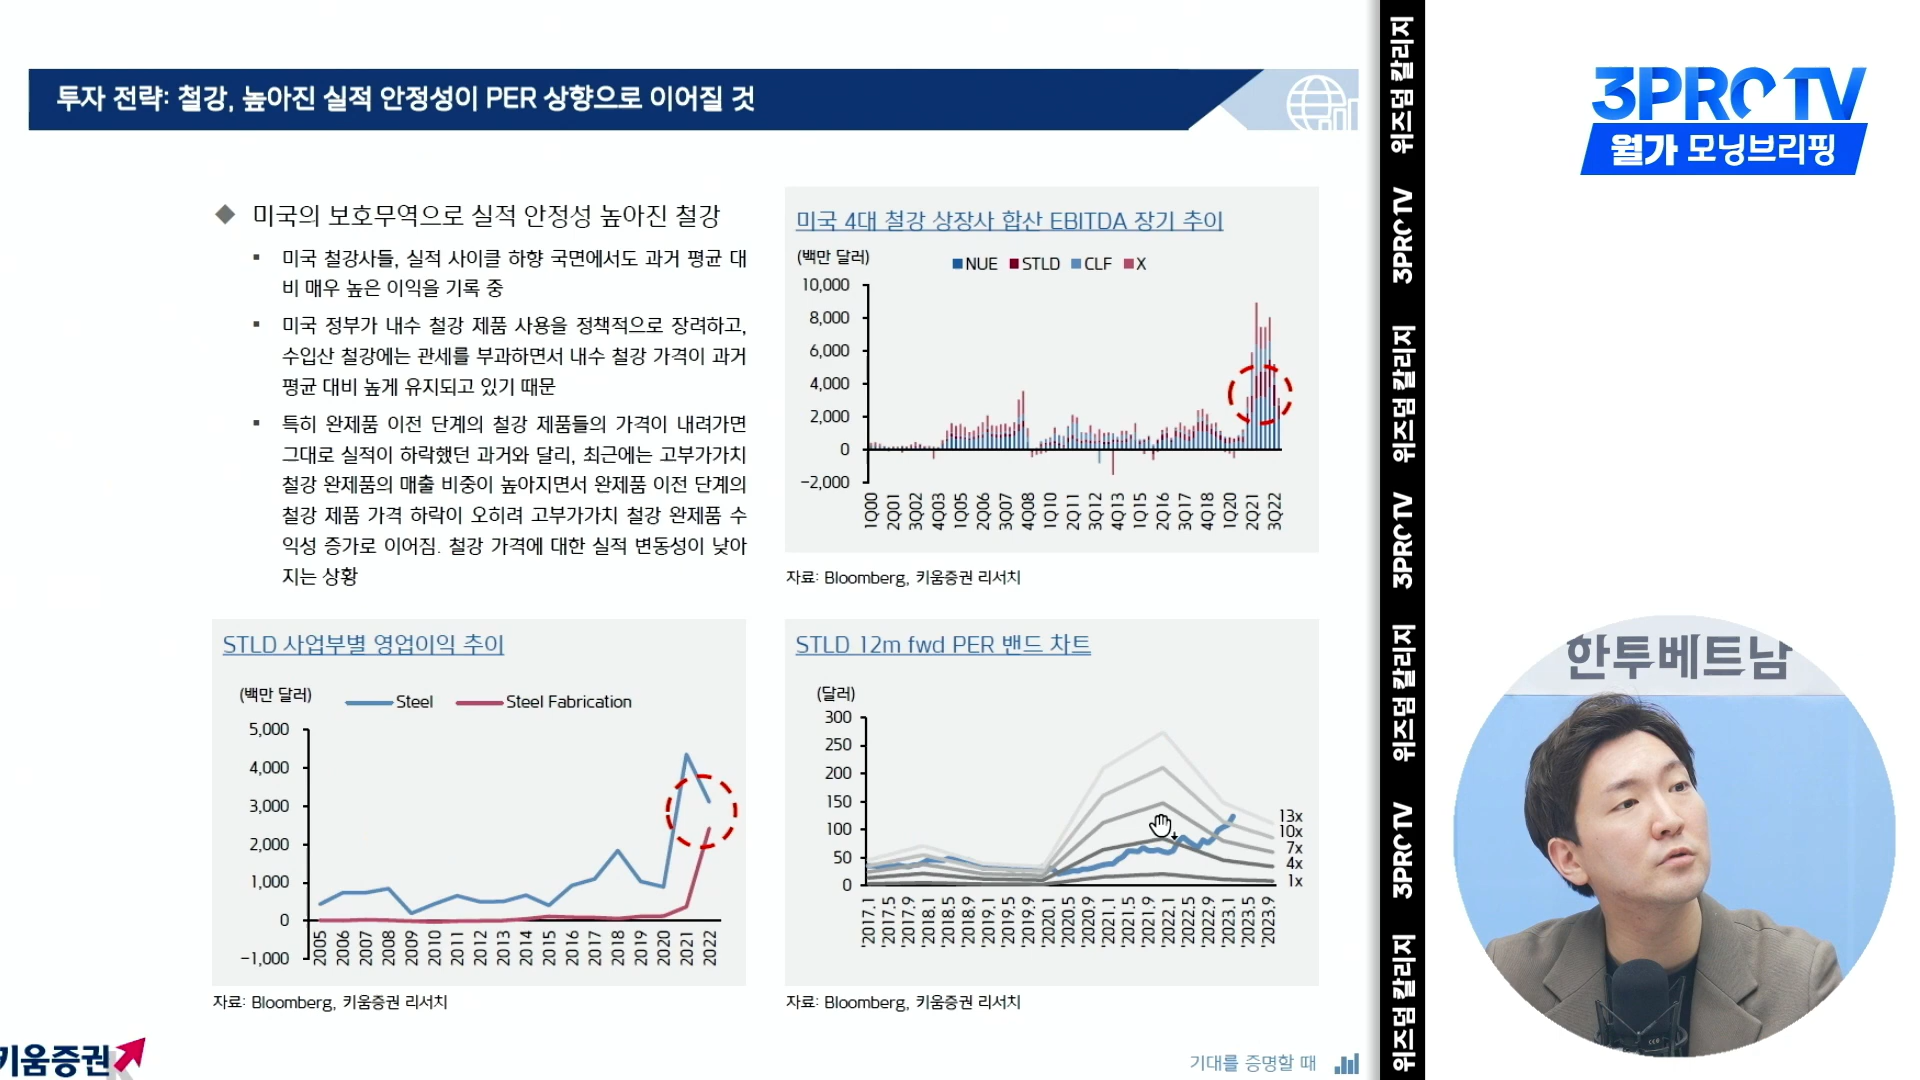 투자 전략: 철강, 높아진 실적 안정성이 PER 상향으로 이어질 것
◆ 미국의 보호무역으로 실적 안정성 높아진 철강
▪ 미국 철강사들, 실적 사이클 하향 국면에서도 과거 평균 대
비 매우 높은 이익을 기록 중
▪ 미국 정부가 내수 철강 제품 사용을 정책적으로 장려하고,
수입산 철강에는 관세를 부과하면서 내수 철강 가격이 과거
평균 대비 높게 유지되고 있기 때문
▪ 특히 완제품 이전 단계의 철강 제품들의 가격이 내려가면
그대로 실적이 하락했던 과거와 달리, 최근에는 고부가가치
철강 완제품의 매출 비중이 높아지면서 완제품 이전 단계의
철강 제품 가격 하락이 오히려 고부가가치 철강 완제품 수
익성 증가로 이어짐. 철강 가격에 대한 실적 변동성이 낮아
지는 상황
미국 4대 철강 상장사 합산 EBITDA 장기 추이
(백만 달러)
NUE STLD CLF X
10,000
8,000
6,000
4,000
2,000
0
−2,000
1Q00 2Q01 3Q02 4Q03 1Q05 2Q06 3Q07 4Q08 1Q10 2Q11 3Q12 4Q13 1Q15 2Q16 3Q17 4Q18 1Q20 2Q21 3Q22
자료: Bloomberg, 키움증권 리서치
STLD 사업부별 영업이익 추이
(백만 달러)
Steel Steel Fabrication
5,000
4,000
3,000
2,000
1,000
0
−1,000
2005 2006 2007 2008 2009 2010 2011 2012 2013 2014 2015 2016 2017 2018 2019 2020 2021 2022
자료: Bloomberg, 키움증권 리서치
STLD 12m fwd PER 밴드 차트
(달러)
300
250
200
150
100
50
0
13x
10x
7x
4x
1x
'2017.1 '2017.5 '2017.9 '2018.1 '2018.5 '2018.9 '2019.1 '2019.5 '2019.9 '2020.1 '2020.5 '2020.9 '2021.1 '2021.5 '2021.9 '2022.1 '2022.5 '2022.9 '2023.1 '2023.5 '2023.9
자료: Bloomberg, 키움증권 리서치
키움증권
기대를 증명할 때
위즈덤 칼리지
3PROTV
위즈덤 칼리지
3PROTV
위즈덤 칼리지
3PROTV
위즈덤 칼리지
3PROTV
월가 모닝브리핑
한투베트남